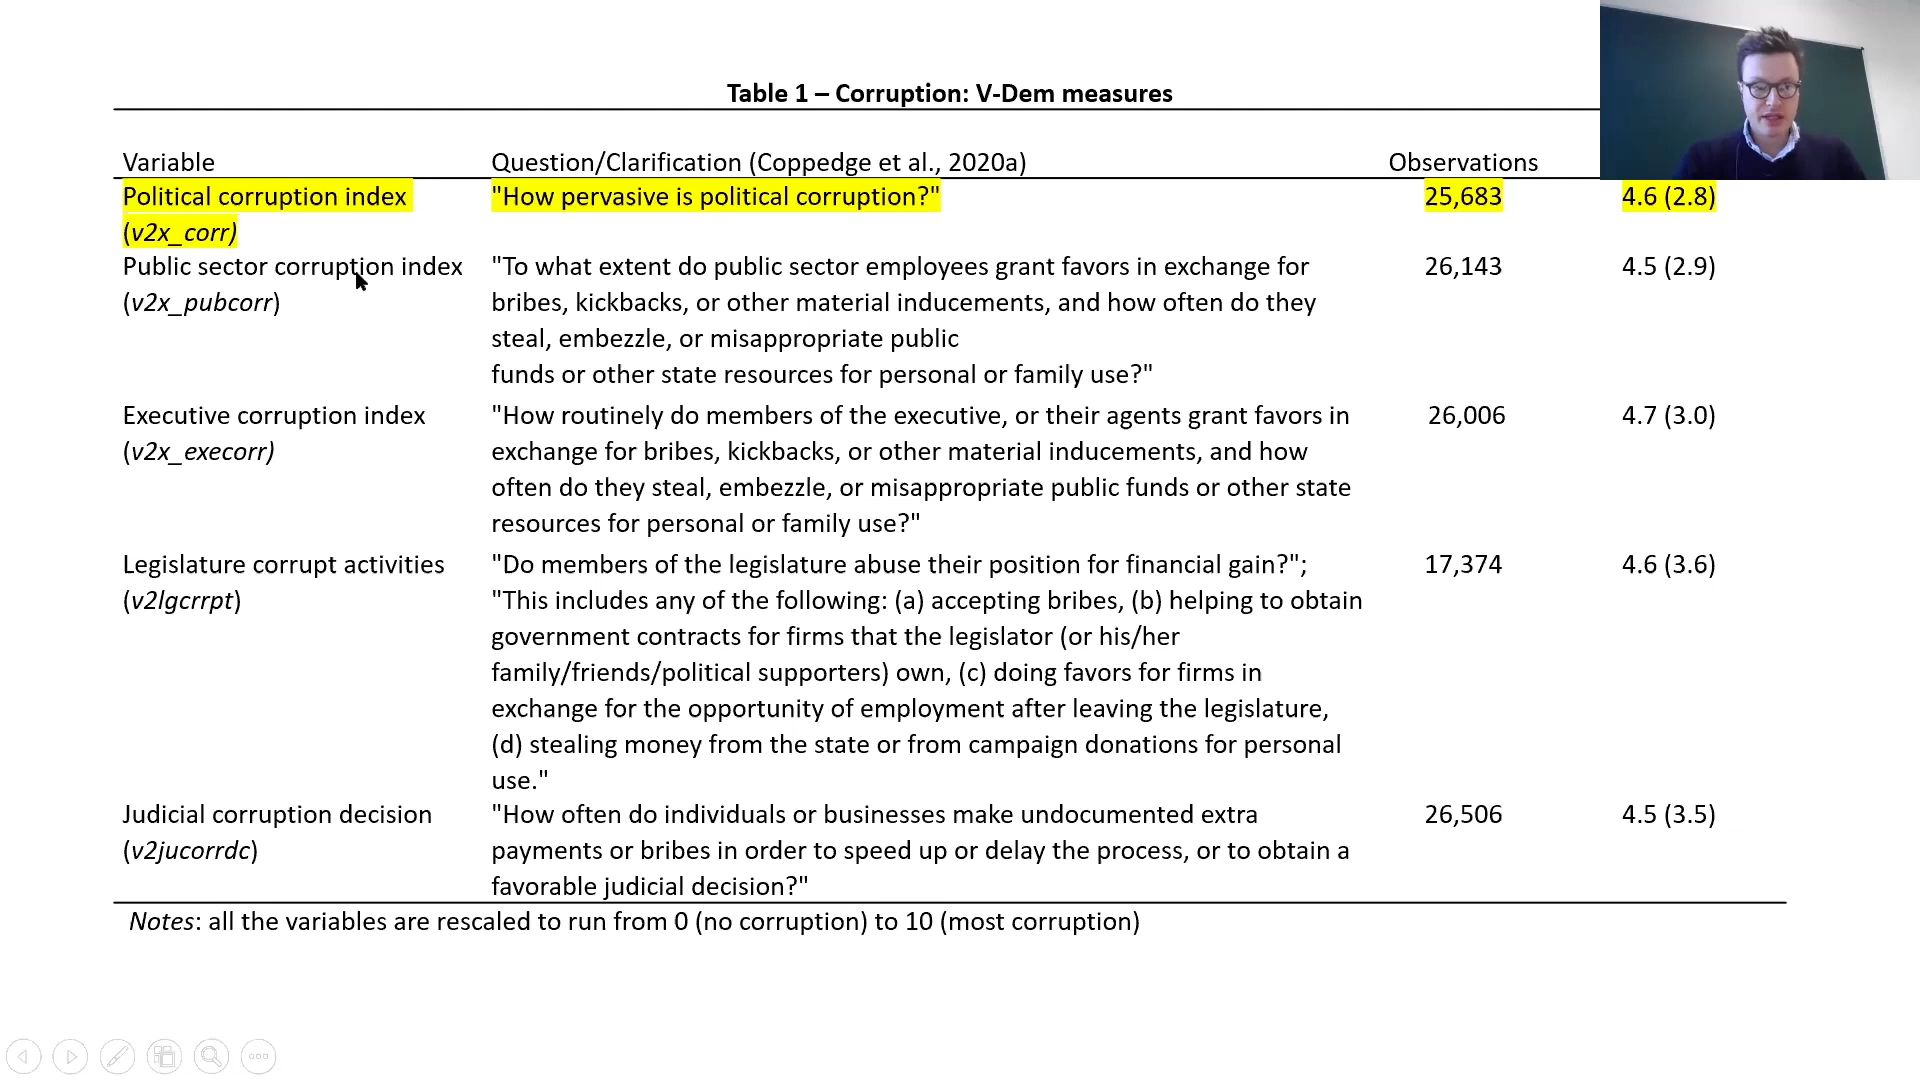 Table 1 – Corruption: V-Dem measures
Variable Question/Clarification (Coppedge et al., 2020a) Observations
Political corruption index "How pervasive is political corruption?" 25,683 4.6 (2.8)
(v2x_corr)
Public sector corruption index "To what extent do public sector employees grant favors in exchange for 26,143 4.5 (2.9)
(v2x_pubcorr) bribes, kickbacks, or other material inducements, and how often do they
steal, embezzle, or misappropriate public
funds or other state resources for personal or family use?"
Executive corruption index "How routinely do members of the executive, or their agents grant favors in 26,006 4.7 (3.0)
(v2x_execorr) exchange for bribes, kickbacks, or other material inducements, and how
often do they steal, embezzle, or misappropriate public funds or other state
resources for personal or family use?"
Legislature corrupt activities "Do members of the legislature abuse their position for financial gain?"; 17,374 4.6 (3.6)
(v2lgcrrpt) "This includes any of the following: (a) accepting bribes, (b) helping to obtain
government contracts for firms that the legislator (or his/her
family/friends/political supporters) own, (c) doing favors for firms in
exchange for the opportunity of employment after leaving the legislature,
(d) stealing money from the state or from campaign donations for personal
use."
Judicial corruption decision "How often do individuals or businesses make undocumented extra 26,506 4.5 (3.5)
(v2jucorrdc) payments or bribes in order to speed up or delay the process, or to obtain a
favorable judicial decision?"
Notes: all the variables are rescaled to run from 0 (no corruption) to 10 (most corruption)